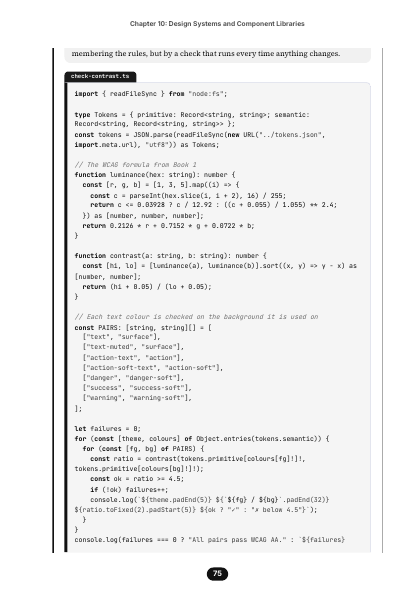 Chapter 10: Design Systems and Component Libraries
membering the rules, but by a check that runs every time anything changes.
check-contrast.ts
import { readFileSync } from "node:fs";
type Tokens = { primitive: Record<string, string>; semantic:
Record<string, Record<string, string>> };
const tokens = JSON.parse(readFileSync(new URL("../tokens.json",
import.meta.url), "utf8")) as Tokens;
// The WCAG formula from Book 1
function luminance(hex: string): number {
  const [r, g, b] = [1, 3, 5].map((i) => {
    const c = parseInt(hex.slice(i, i + 2), 16) / 255;
    return c <= 0.03928 ? c / 12.92 : ((c + 0.055) / 1.055) ** 2.4;
  }) as [number, number, number];
  return 0.2126 * r + 0.7152 * g + 0.0722 * b;
}
function contrast(a: string, b: string): number {
  const [hi, lo] = [luminance(a), luminance(b)].sort((x, y) => y - x) as
[number, number];
  return (hi + 0.05) / (lo + 0.05);
}
// Each text colour is checked on the background it is used on
const PAIRS: [string, string][] = [
  ["text", "surface"],
  ["text-muted", "surface"],
  ["action-text", "action"],
  ["action-soft-text", "action-soft"],
  ["danger", "danger-soft"],
  ["success", "success-soft"],
  ["warning", "warning-soft"],
];
let failures = 0;
for (const [theme, colours] of Object.entries(tokens.semantic)) {
  for (const [fg, bg] of PAIRS) {
    const ratio = contrast(tokens.primitive[colours[fg]!]!,
tokens.primitive[colours[bg]!]!);
    const ok = ratio >= 4.5;
    if (!ok) failures++;
    console.log(`${theme.padEnd(5)} ${`${fg} / ${bg}`.padEnd(32)}
${ratio.toFixed(2).padStart(5)} ${ok ? "✓" : "✗ below 4.5"}`);
  }
}
console.log(failures === 0 ? "All pairs pass WCAG AA." : `${failures}
75